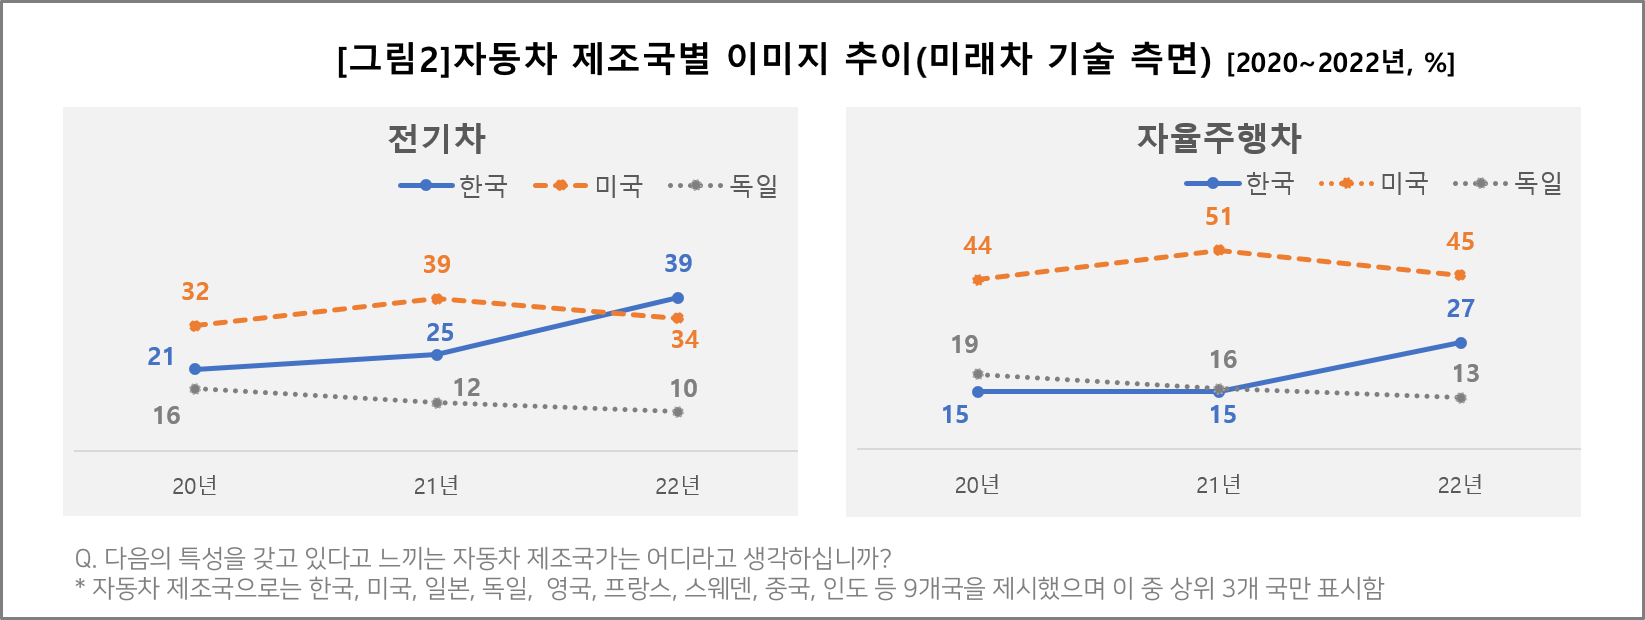 [그림2]자동차 제조국별 이미지 추이(미래차 기술 측면) [2020~2022년, %]
전기차
한국 미국 독일
32
39
39
21
25
34
16
12
10
20년 21년 22년
자율주행차
한국 미국 독일
44
51
45
19
16
27
15
15
13
20년 21년 22년
Q. 다음의 특성을 갖고 있다고 느끼는 자동차 제조국가는 어디라고 생각하십니까?
* 자동차 제조국으로는 한국, 미국, 일본, 독일, 영국, 프랑스, 스웨덴, 중국, 인도 등 9개국을 제시했으며 이 중 상위 3개 국만 표시함